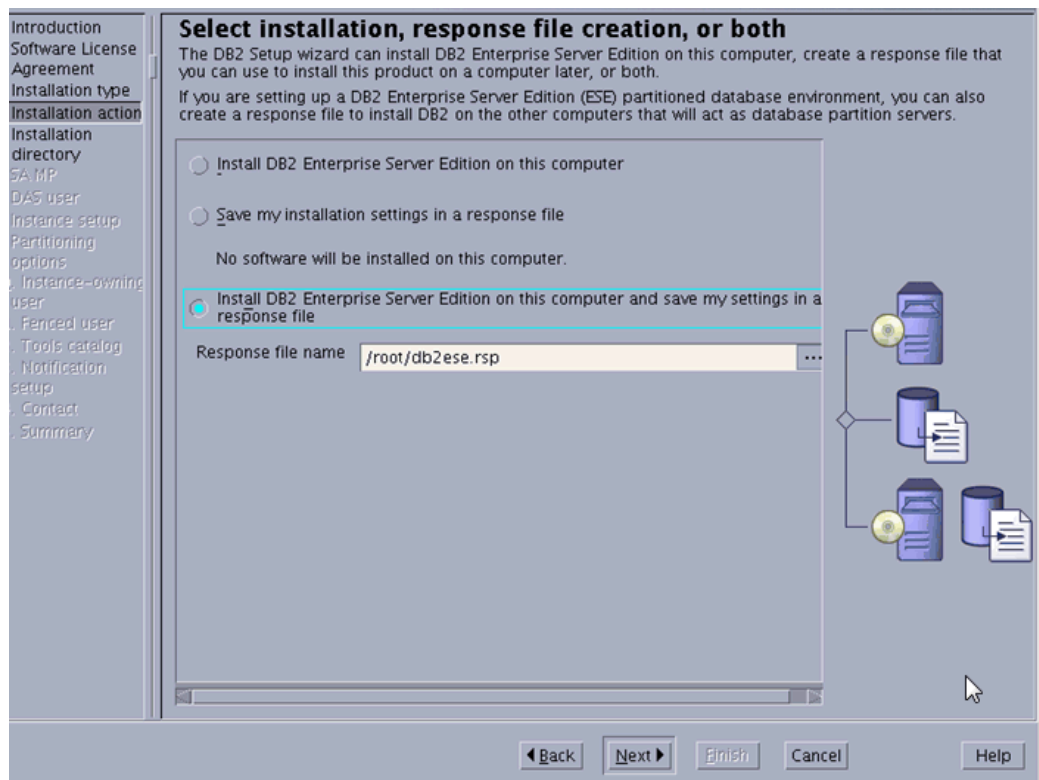 Introduction
Software License
Agreement
Installation type
Installation action
Installation
directory
SA MP
DAS user
Instance setup
Partitioning
options
. Instance-owning
user
. Fenced user
. Tools catalog
. Notification
setup
. Contact
. Summary
Select installation, response file creation, or both
The DB2 Setup wizard can install DB2 Enterprise Server Edition on this computer, create a response file that
you can use to install this product on a computer later, or both.
If you are setting up a DB2 Enterprise Server Edition (ESE) partitioned database environment, you can also
create a response file to install DB2 on the other computers that will act as database partition servers.
Install DB2 Enterprise Server Edition on this computer
Save my installation settings in a response file
No software will be installed on this computer.
Install DB2 Enterprise Server Edition on this computer and save my settings in a
response file
Response file name /root/db2ese.rsp ...
Back Next Finish Cancel Help